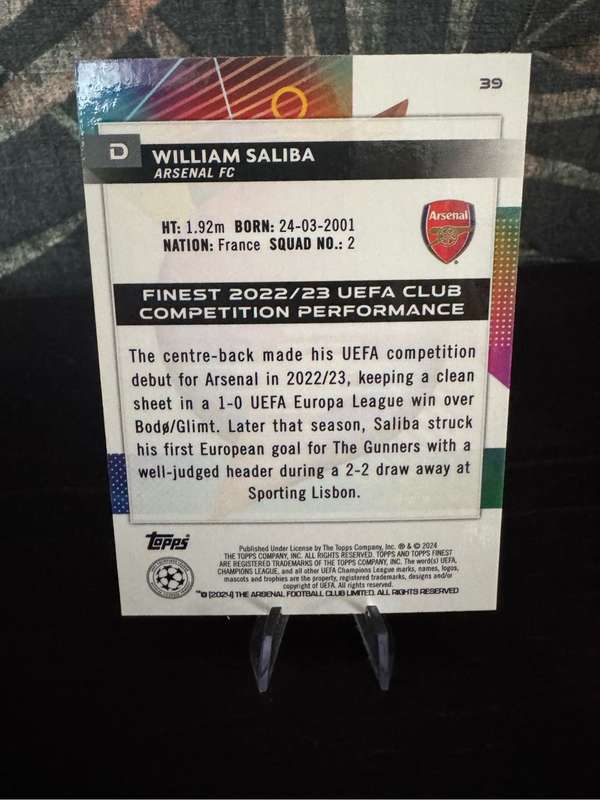 39
D
WILLIAM SALIBA
ARSENAL FC
HT: 1.92m BORN: 24-03-2001
NATION: France SQUAD NO.: 2
Arsenal
FINEST 2022/23 UEFA CLUB
COMPETITION PERFORMANCE
The centre-back made his UEFA competition
debut for Arsenal in 2022/23, keeping a clean
sheet in a 1-0 UEFA Europa League win over
Bodø/Glimt. Later that season, Saliba struck
his first European goal for The Gunners with a
well-judged header during a 2-2 draw away at
Sporting Lisbon.
Topps
Published Under License by The Topps Company, Inc. ® & © 2024
THE TOPPS COMPANY, INC. ALL RIGHTS RESERVED. TOPPS AND TOPPS FINEST
ARE REGISTERED TRADEMARKS OF THE TOPPS COMPANY, INC. The word(s) UEFA,
CHAMPIONS LEAGUE, and all other UEFA Champions League marks, names, logos,
mascots and trophies are the property, registered trademarks, designs and/or
copyright of UEFA. All rights reserved.
™© [2024] THE ARSENAL FOOTBALL CLUB LIMITED. ALL RIGHTS RESERVED